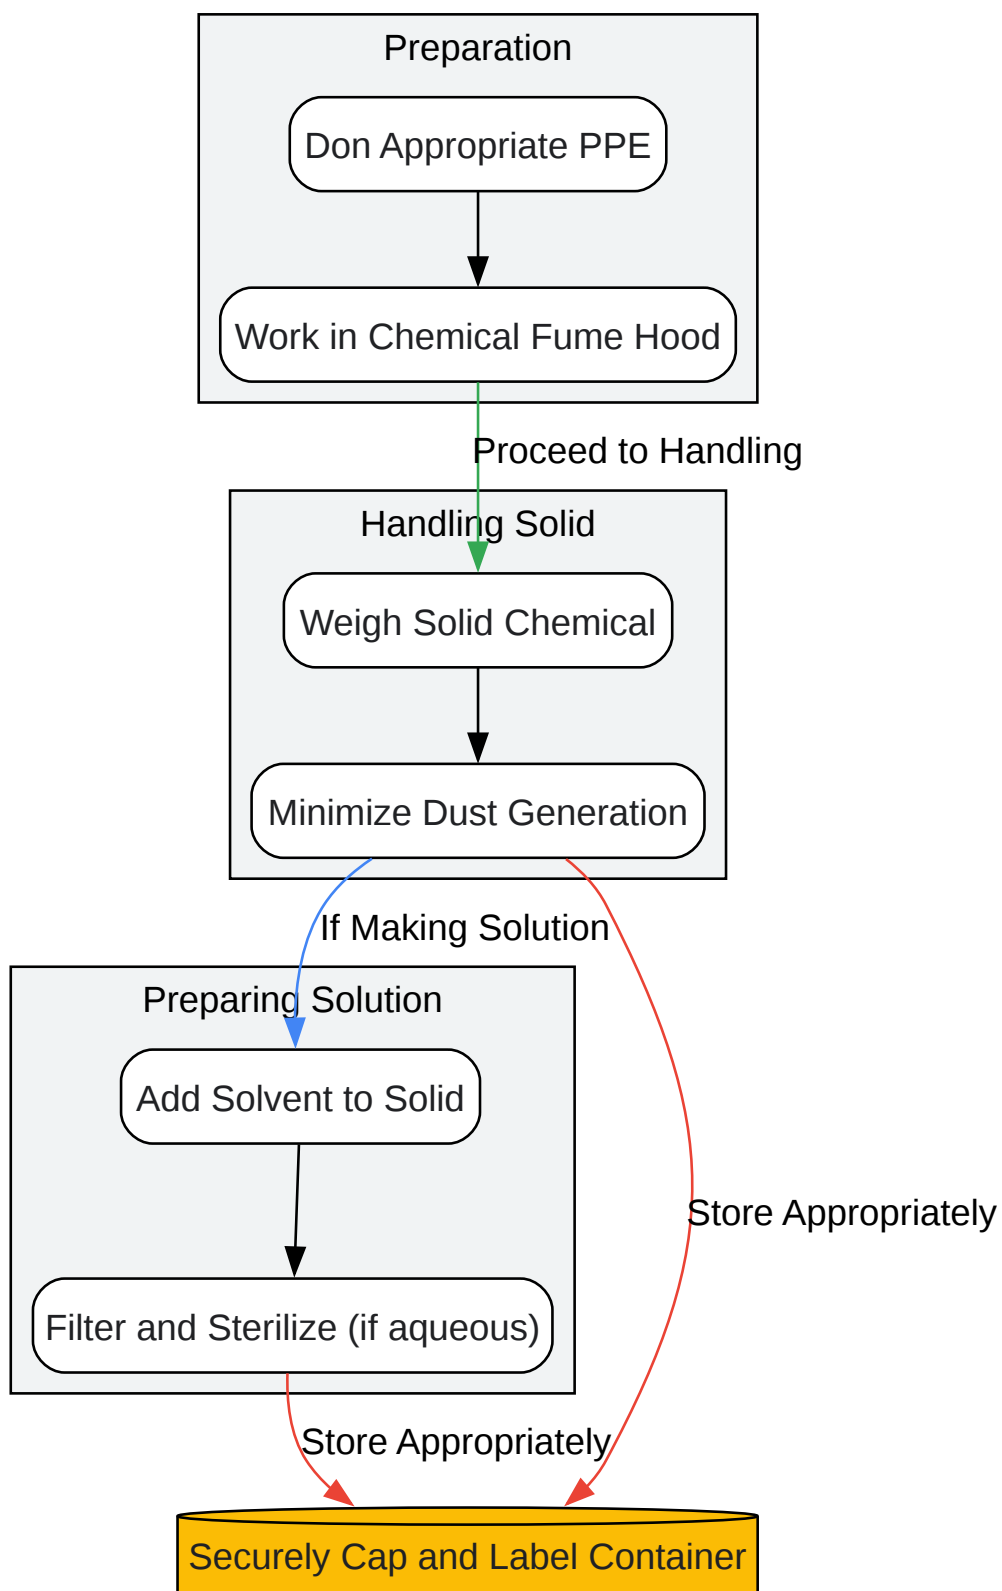 Preparation
Don Appropriate PPE
Work in Chemical Fume Hood
Proceed to Handling
Handling Solid
Weigh Solid Chemical
Minimize Dust Generation
If Making Solution
Preparing Solution
Add Solvent to Solid
Store Appropriately
Filter and Sterilize (if aqueous)
Store Appropriately
Securely Cap and Label Container